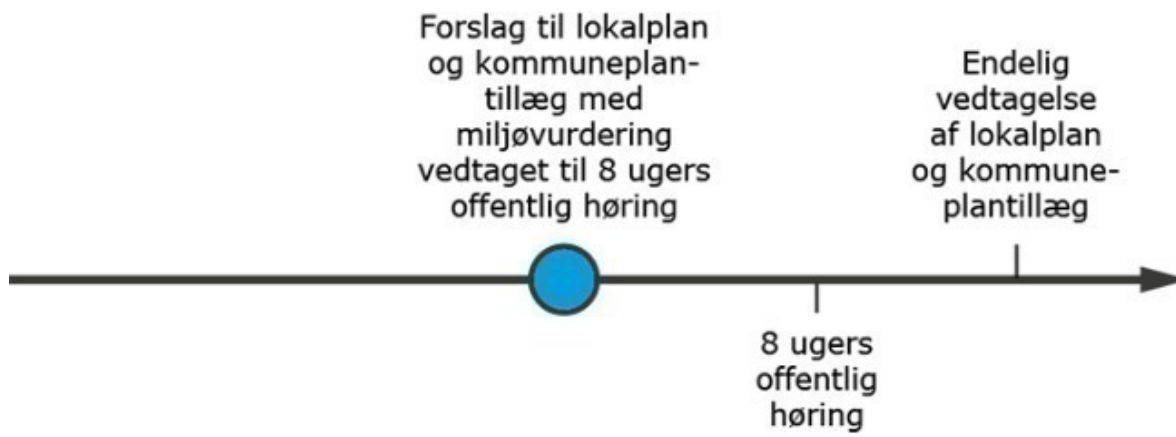 Forslag til lokalplan
og kommuneplan-
tillæg med
miljøvurdering
vedtaget til 8 ugers
offentlig høring
8 ugers
offentlig
høring
Endelig
vedtagelse
af lokalplan
og kommune-
plantillæg